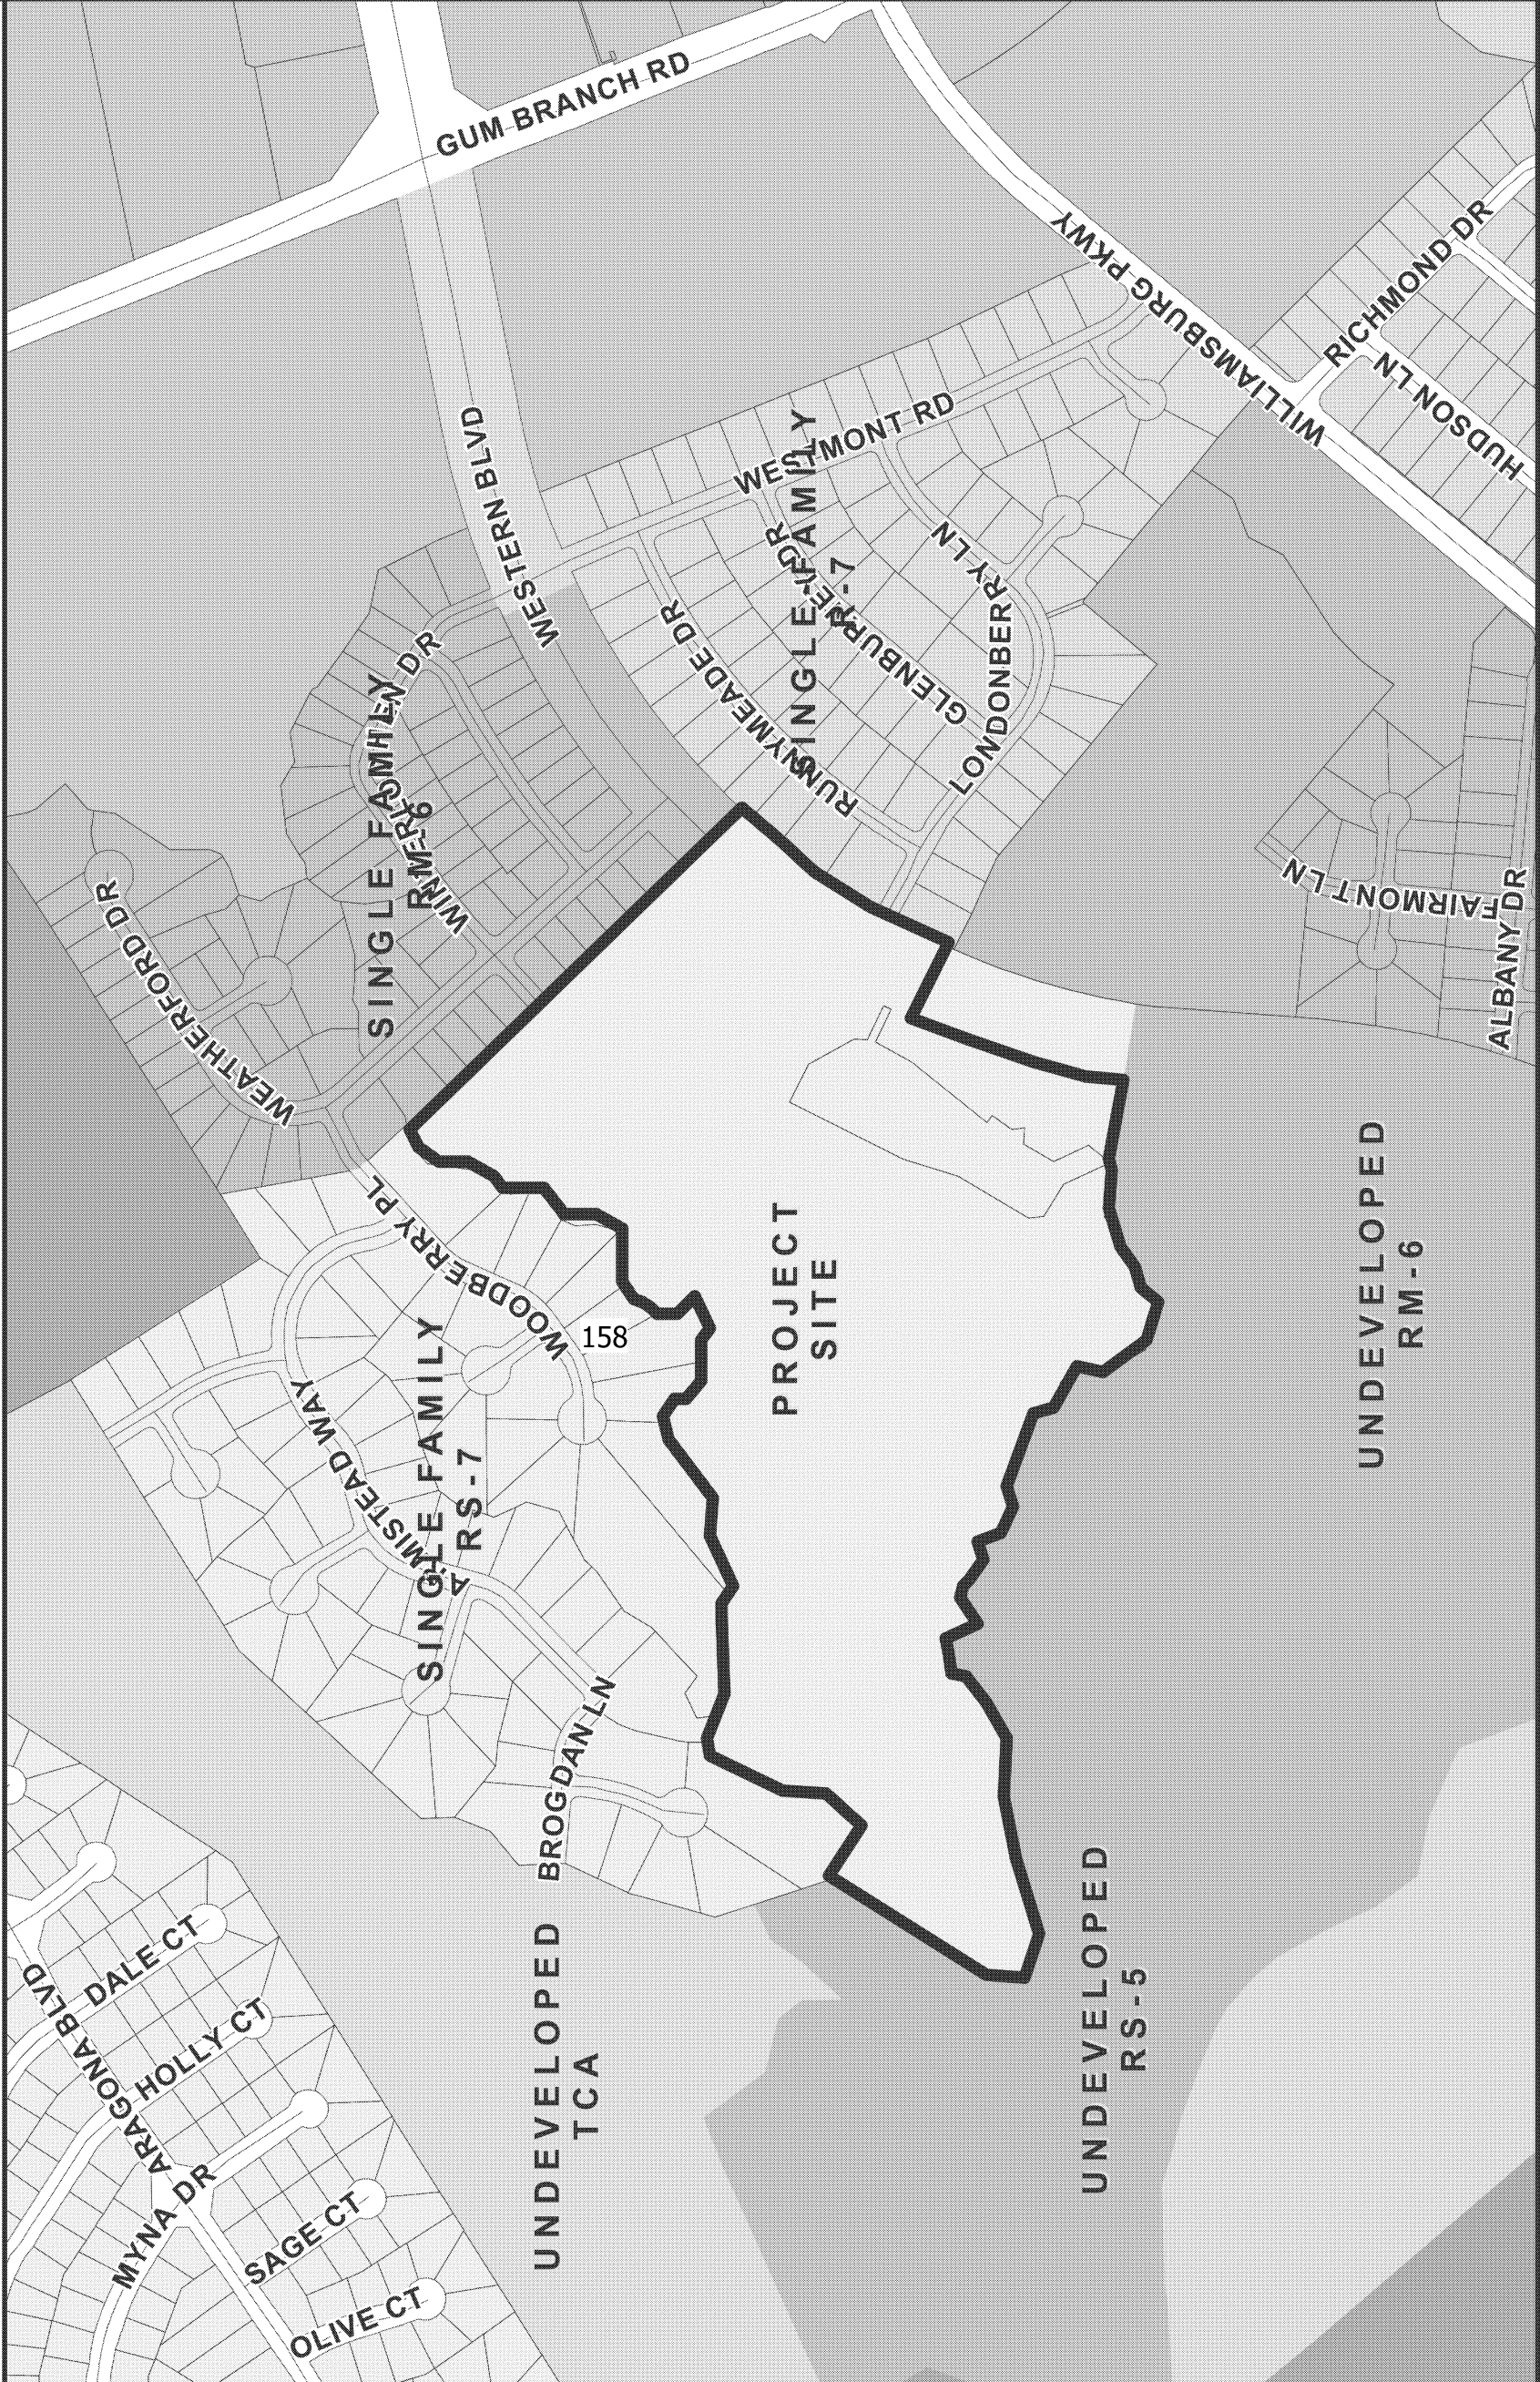 GUM BRANCH RD
WILLIAMSBURG PKWY
RICHMOND DR
HUDSON LN
WESTERN BLVD
WESTMONT RD
SINGLE-FAMILY
R-7
LONDONBERRY LN
GLENBURNIE DR
RUNNYMEADE DR
SINGLE FAMILY
RM-6
WEATHERFORD DR
FAIRMONT LN
ALBANY DR
WOODBERRY PL
158
PROJECT
SITE
UNDEVELOPED
RM-6
SINGLE FAMILY
RS-7
ARMISTEAD WAY
BROGDAN LN
UNDEVELOPED
TCA
UNDEVELOPED
RS-5
DALE CT
HOLLY CT
ARAGONA BLVD
MYNA DR
SAGE CT
OLIVE CT